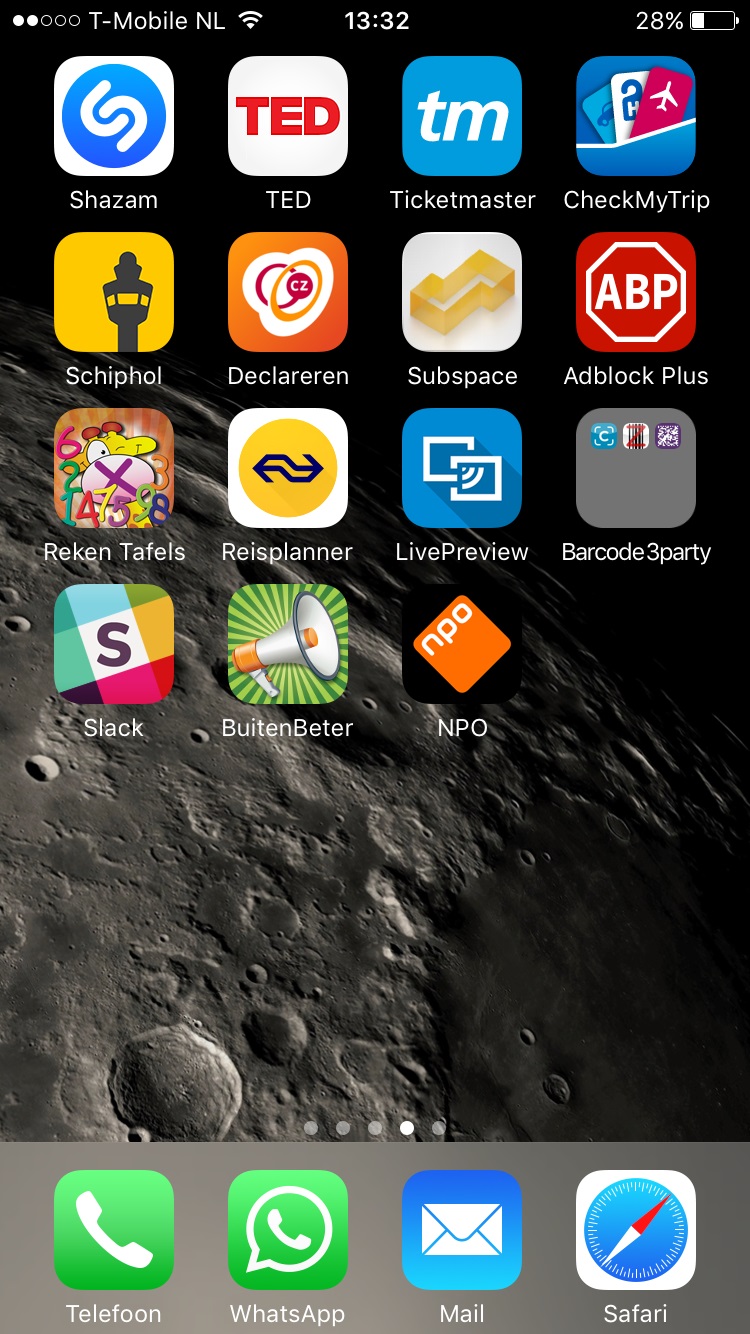 T-Mobile NL 13:32 28%
TED tm
Shazam TED Ticketmaster CheckMyTrip
CZ ABP
Schiphol Declareren Subspace Adblock Plus
Reken Tafels Reisplanner LivePreview Barcode3party
S npo
Slack BuitenBeter NPO
Telefoon WhatsApp Mail Safari